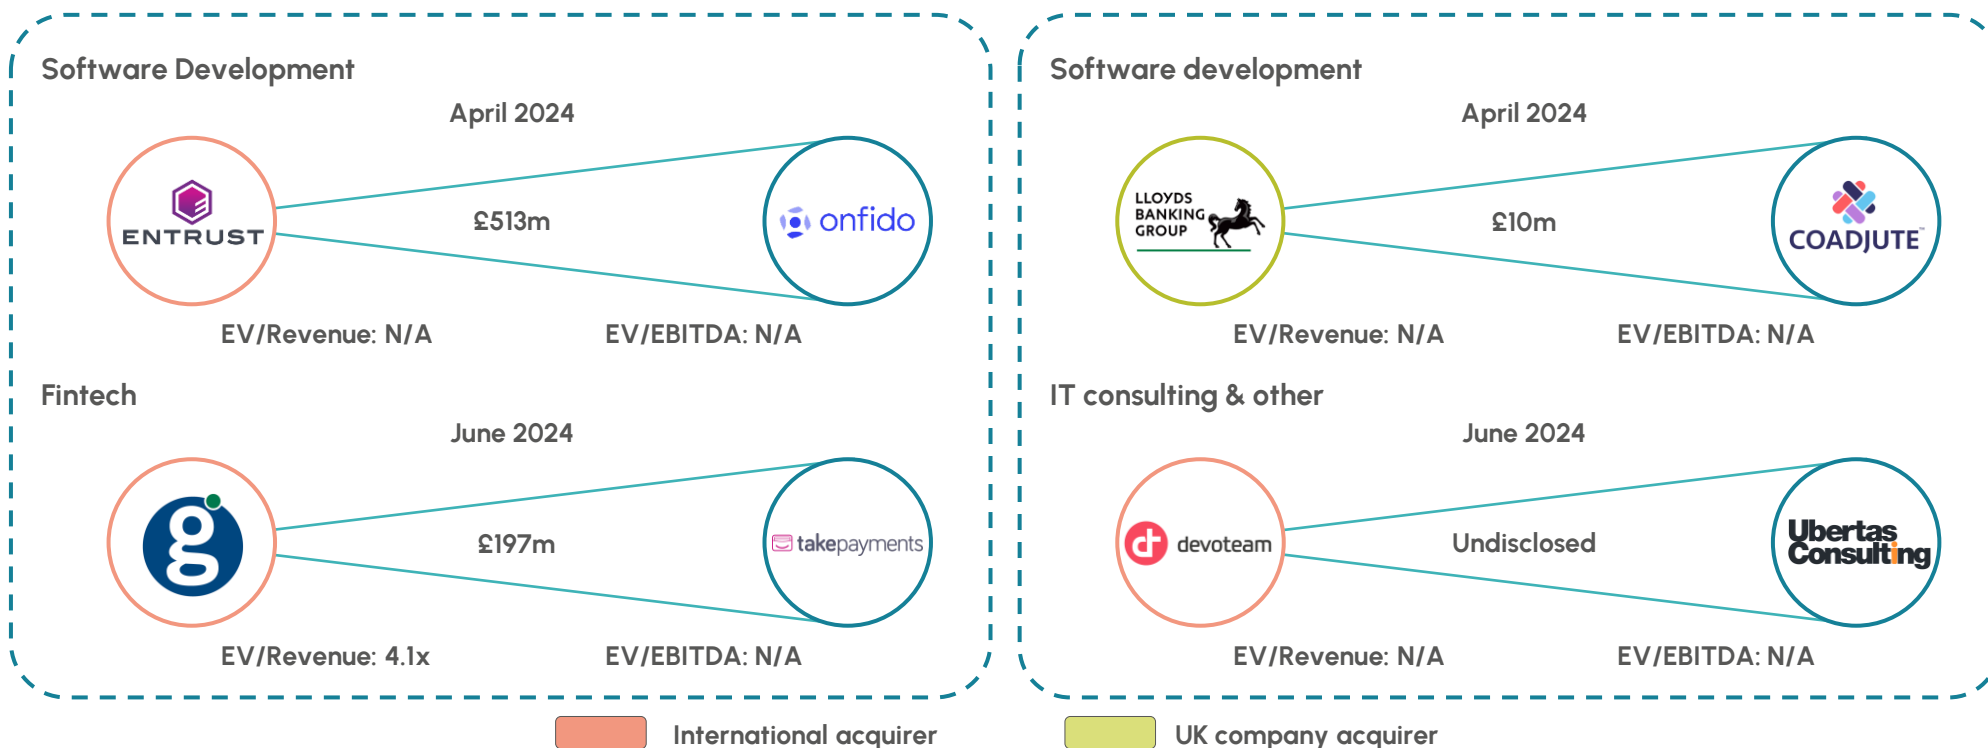 Software Development
April 2024
ENTRUST
£513m
onfido
EV/Revenue: N/A
EV/EBITDA: N/A
Fintech
June 2024
g
£197m
takepayments
EV/Revenue: 4.1x
EV/EBITDA: N/A
Software development
April 2024
LLOYDS
BANKING
GROUP
£10m
COADJUTE™
EV/Revenue: N/A
EV/EBITDA: N/A
IT consulting & other
June 2024
devoteam
Undisclosed
Ubertas
Consulting
EV/Revenue: N/A
EV/EBITDA: N/A
International acquirer
UK company acquirer